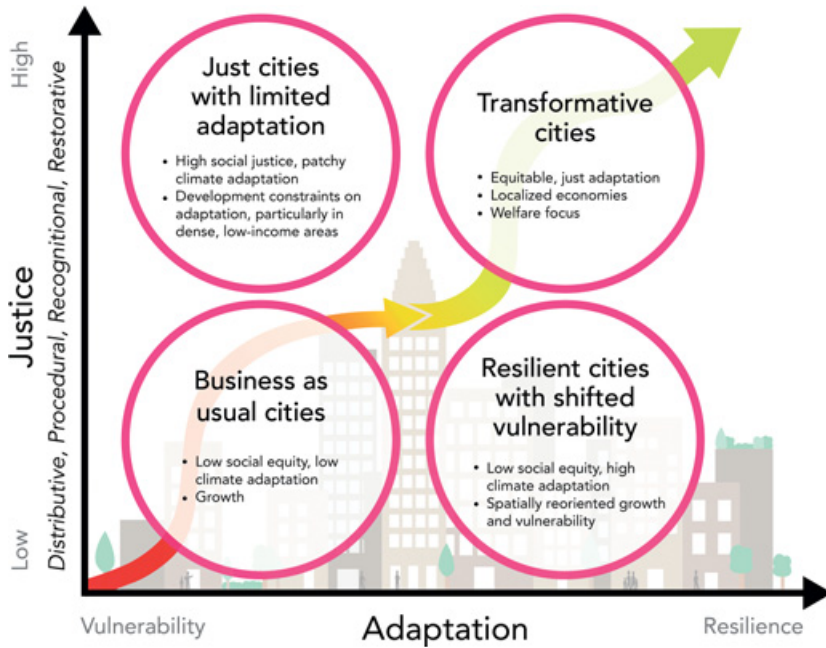 High
Justice
Distributive, Procedural, Recognitional, Restorative
Low
Just cities
with limited
adaptation
• High social justice, patchy
climate adaptation
• Development constraints on
adaptation, particularly in
dense, low-income areas
Transformative
cities
• Equitable, just adaptation
• Localized economies
• Welfare focus
Business as
usual cities
• Low social equity, low
climate adaptation
• Growth
Resilient cities
with shifted
vulnerability
• Low social equity, high
climate adaptation
• Spatially reoriented growth
and vulnerability
Vulnerability
Adaptation
Resilience